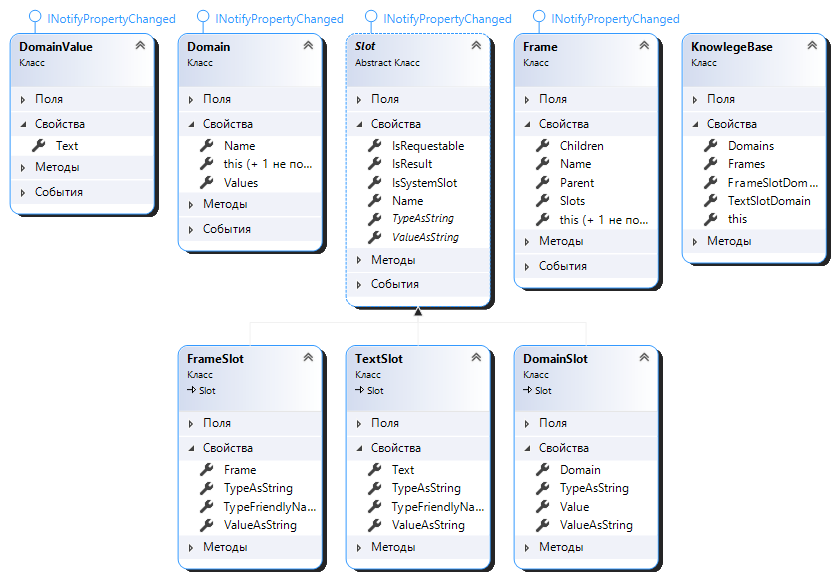 INotifyPropertyChanged
DomainValue
Класс
Поля
Свойства
Text
Методы
События
INotifyPropertyChanged
Domain
Класс
Поля
Свойства
Name
this (+ 1 не по...
Values
Методы
События
INotifyPropertyChanged
Slot
Abstract Класс
Поля
Свойства
IsRequestable
IsResult
IsSystemSlot
Name
TypeAsString
ValueAsString
Методы
События
INotifyPropertyChanged
Frame
Класс
Поля
Свойства
Children
Name
Parent
Slots
this (+ 1 не по...
Методы
События
KnowlegeBase
Класс
Поля
Свойства
Domains
Frames
FrameSlotDom...
TextSlotDomain
this
Методы
FrameSlot
Класс
Slot
Поля
Свойства
Frame
TypeAsString
TypeFriendlyNa...
ValueAsString
Методы
TextSlot
Класс
Slot
Поля
Свойства
Text
TypeAsString
TypeFriendlyNa...
ValueAsString
Методы
DomainSlot
Класс
Slot
Поля
Свойства
Domain
TypeAsString
Value
ValueAsString
Методы